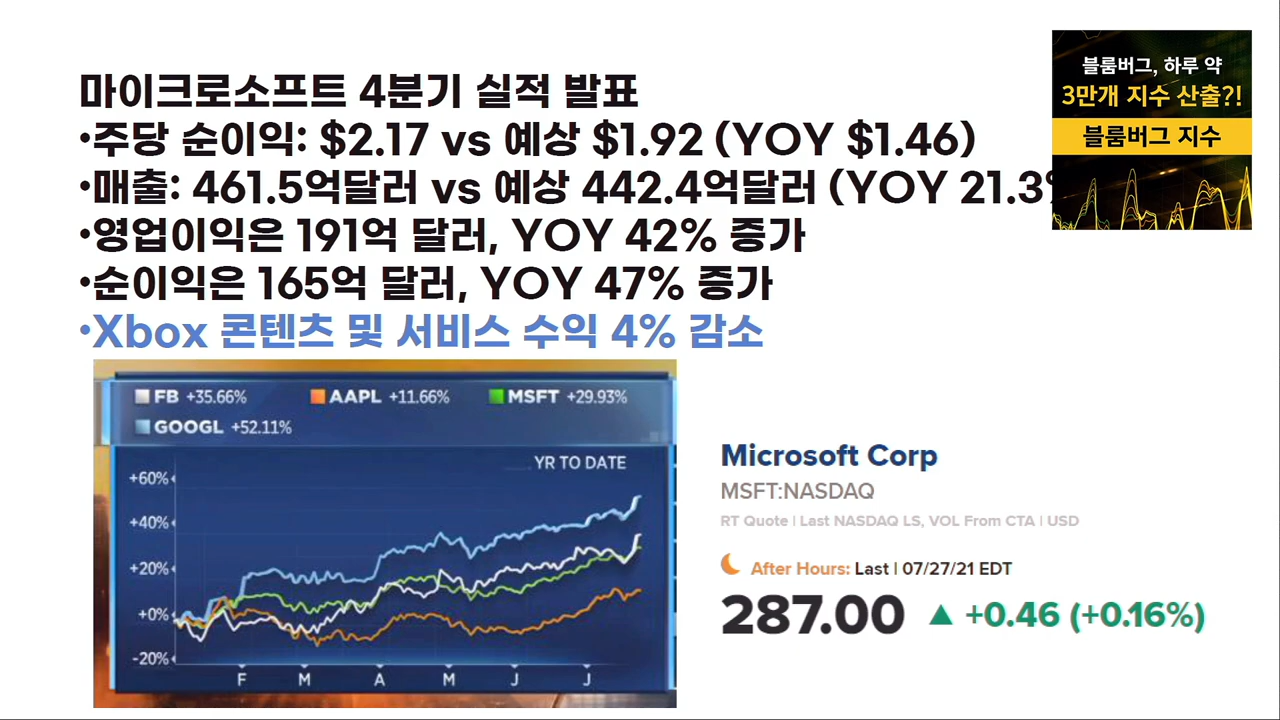 마이크로소프트 4분기 실적 발표
•주당 순이익: $2.17 vs 예상 $1.92 (YOY $1.46)
•매출: 461.5억달러 vs 예상 442.4억달러 (YOY 21.3%
•영업이익은 191억 달러, YOY 42% 증가
•순이익은 165억 달러, YOY 47% 증가
•Xbox 콘텐츠 및 서비스 수익 4% 감소
블룸버그, 하루 약
3만개 지수 산출?!
블룸버그 지수
FB +35.66% AAPL +11.66% MSFT +29.93%
GOOGL +52.11%
YR TO DATE
+60%
+40%
+20%
+0%
-20%
F M A M J J
Microsoft Corp
MSFT:NASDAQ
RT Quote | Last NASDAQ LS, VOL From CTA | USD
After Hours: Last | 07/27/21 EDT
287.00 ▲ +0.46 (+0.16%)